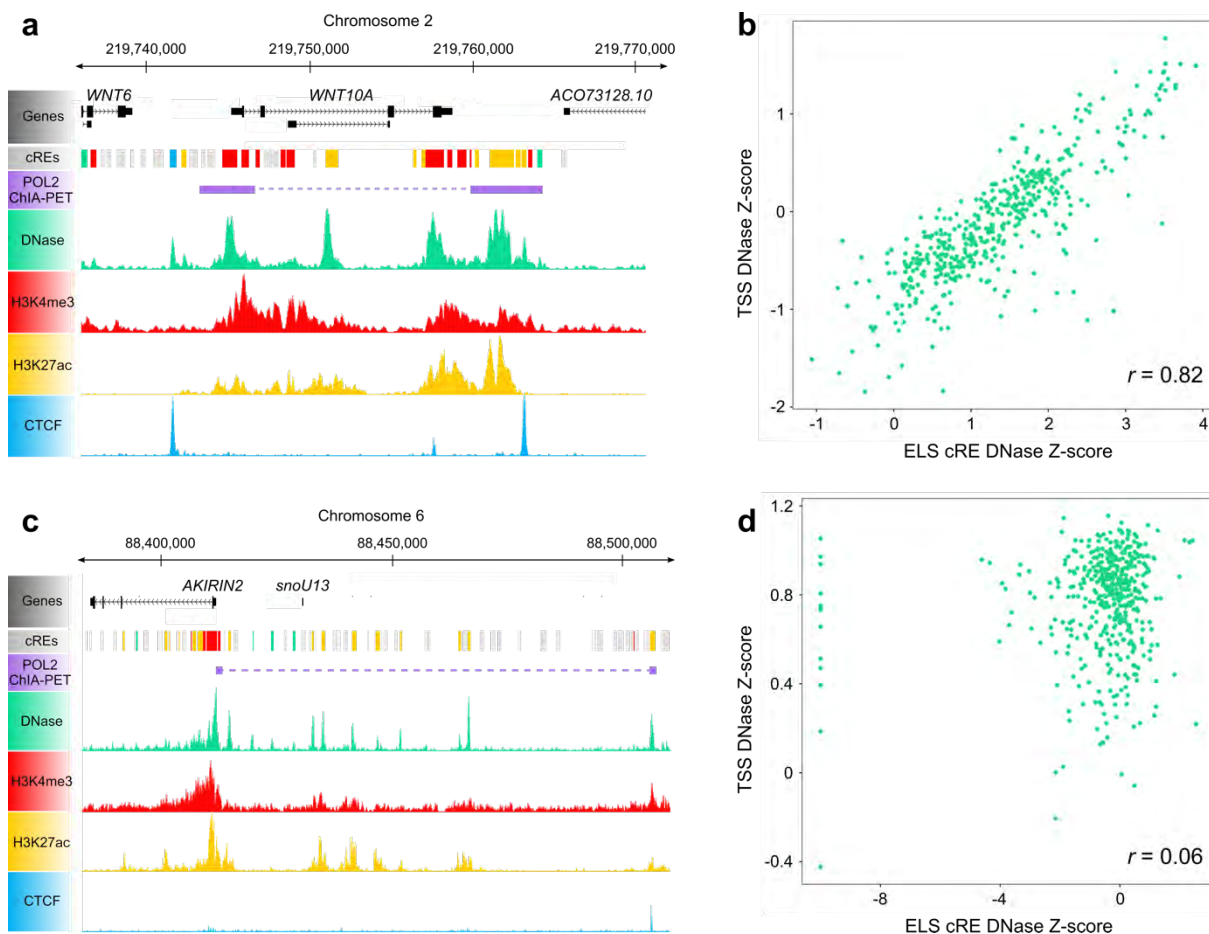 a
Chromosome 2
219,740,000 219,750,000 219,760,000 219,770,000
WNT6 WNT10A ACO73128.10
Genes
cREs
POL2
ChIA-PET
DNase
H3K4me3
H3K27ac
CTCF
b
TSS DNase Z-score
1
0
-1
-2
r = 0.82
-1 0 1 2 3 4
ELS cRE DNase Z-score
c
Chromosome 6
88,400,000 88,450,000 88,500,000
AKIRIN2 snoU13
Genes
cREs
POL2
ChIA-PET
DNase
H3K4me3
H3K27ac
CTCF
d
TSS DNase Z-score
1.2
0.8
0.4
0
-0.4
r = 0.06
-8 -4 0
ELS cRE DNase Z-score